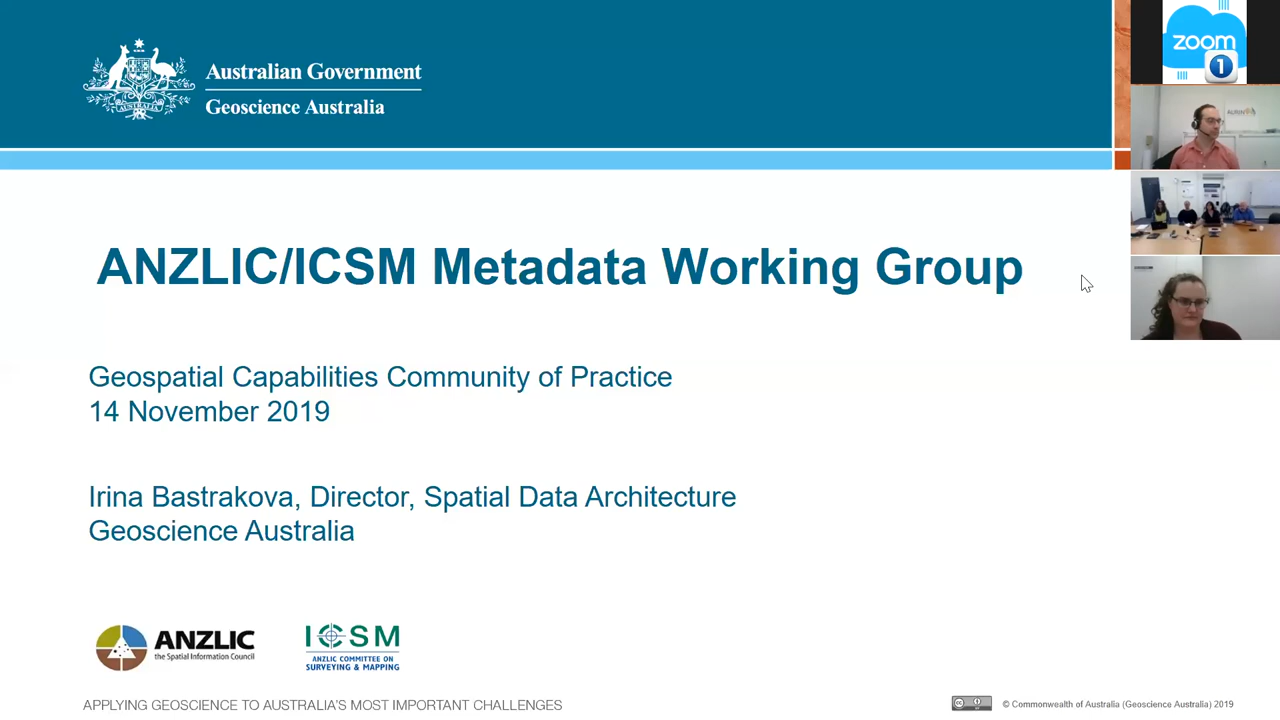 Australian Government
Geoscience Australia
zoom
1
AURIN
ANZLIC/ICSM Metadata Working Group
Geospatial Capabilities Community of Practice
14 November 2019
Irina Bastrakova, Director, Spatial Data Architecture
Geoscience Australia
ANZLIC
the Spatial Information Council
ICSM
ANZLIC COMMITTEE ON
SURVEYING & MAPPING
APPLYING GEOSCIENCE TO AUSTRALIA'S MOST IMPORTANT CHALLENGES
© Commonwealth of Australia (Geoscience Australia) 2019